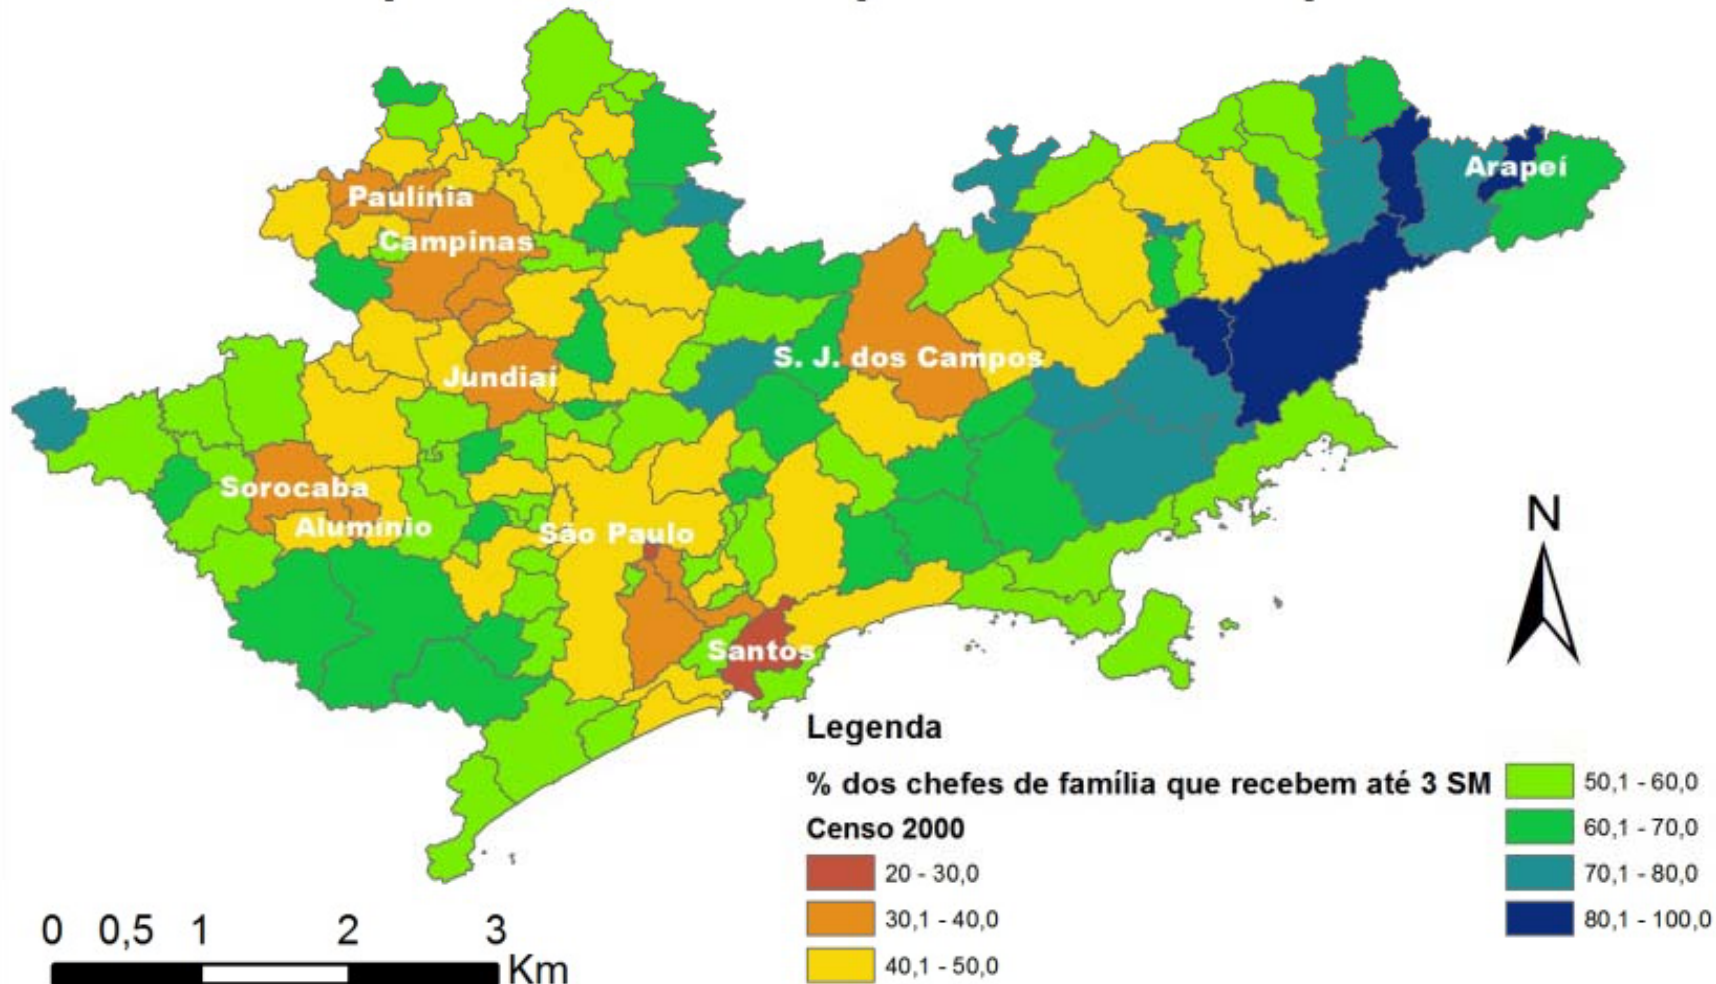 Arapeí
Paulínia
Campinas
S. J. dos Campos
Jundiaí
Sorocaba
Alumínio
São Paulo
N
Santos
Legenda
% dos chefes de família que recebem até 3 SM
Censo 2000
20 - 30,0
30,1 - 40,0
40,1 - 50,0
50,1 - 60,0
60,1 - 70,0
70,1 - 80,0
80,1 - 100,0
0 0,5 1 2 3
Km